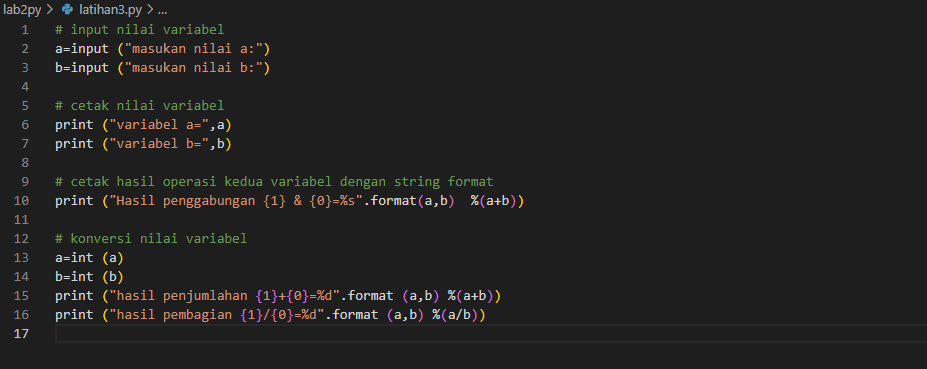 lab2py > latihan3.py > ...
1 # input nilai variabel
2 a=input ("masukan nilai a:")
3 b=input ("masukan nilai b:")
4
5 # cetak nilai variabel
6 print ("variabel a=",a)
7 print ("variabel b=",b)
8
9 # cetak hasil operasi kedua variabel dengan string format
10 print ("Hasil penggabungan {1} & {0}=%s".format(a,b)  %(a+b))
11
12 # konversi nilai variabel
13 a=int (a)
14 b=int (b)
15 print ("hasil penjumlahan {1}+{0}=%d".format (a,b) %(a+b))
16 print ("hasil pembagian {1}/{0}=%d".format (a,b) %(a/b))
17